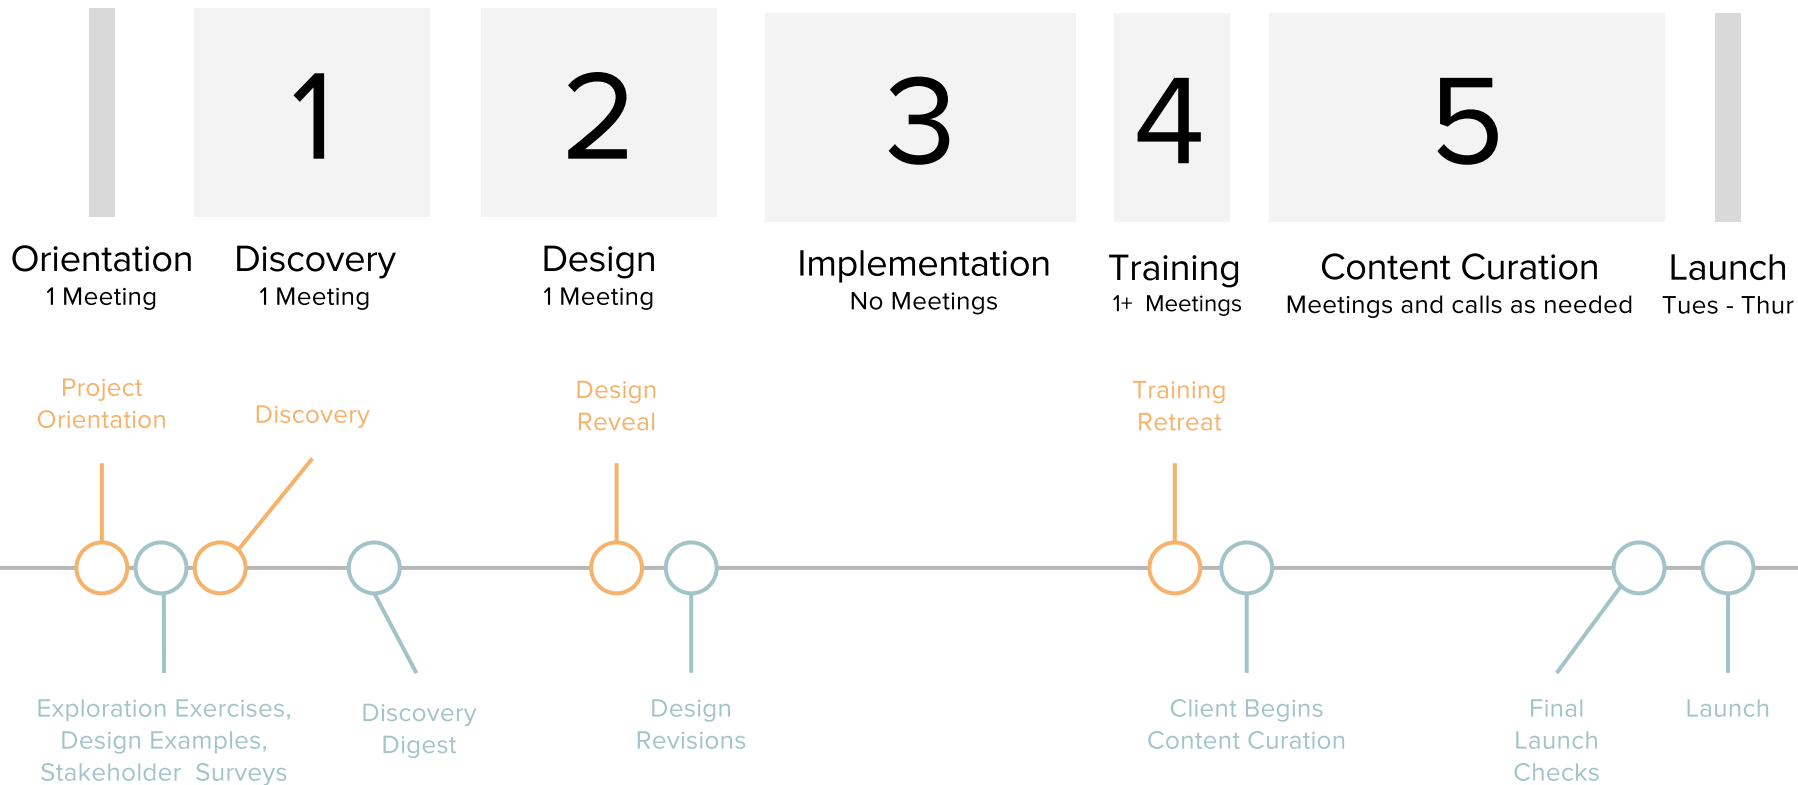 1
2
3
4
5
Orientation
1 Meeting
Discovery
1 Meeting
Design
1 Meeting
Implementation
No Meetings
Training
1+ Meetings
Content Curation
Meetings and calls as needed
Launch
Tues - Thur
Project
Orientation
Discovery
Design
Reveal
Training
Retreat
Exploration Exercises,
Design Examples,
Stakeholder Surveys
Discovery
Digest
Design
Revisions
Client Begins
Content Curation
Final
Launch
Checks
Launch